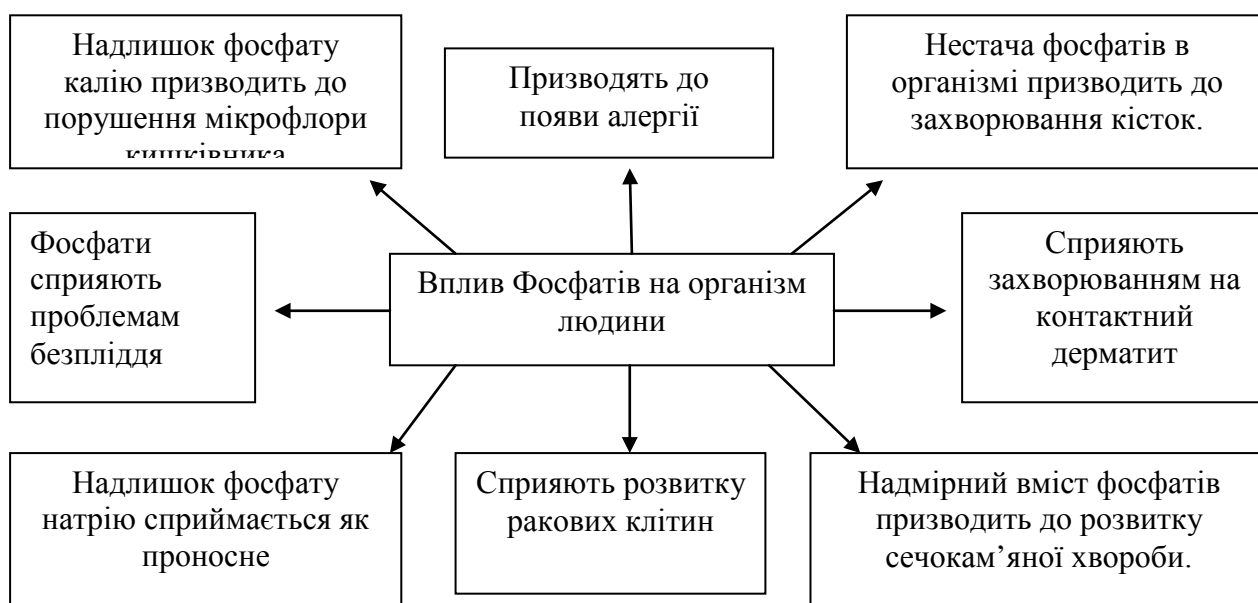 Надлишок фосфату
калію призводить до
порушення мікрофлори
кишківника
Призводять до
появи алергії
Нестача фосфатів в
організмі призводить до
захворювання кісток.
Фосфати
сприяють
проблемам
безпліддя
Вплив Фосфатів на організм
людини
Сприяють
захворюванням на
контактний
дерматит
Надлишок фосфату
натрію сприймається як
проносне
Сприяють розвитку
ракових клітин
Надмірний вміст фосфатів
призводить до розвитку
сечокам’яної хвороби.